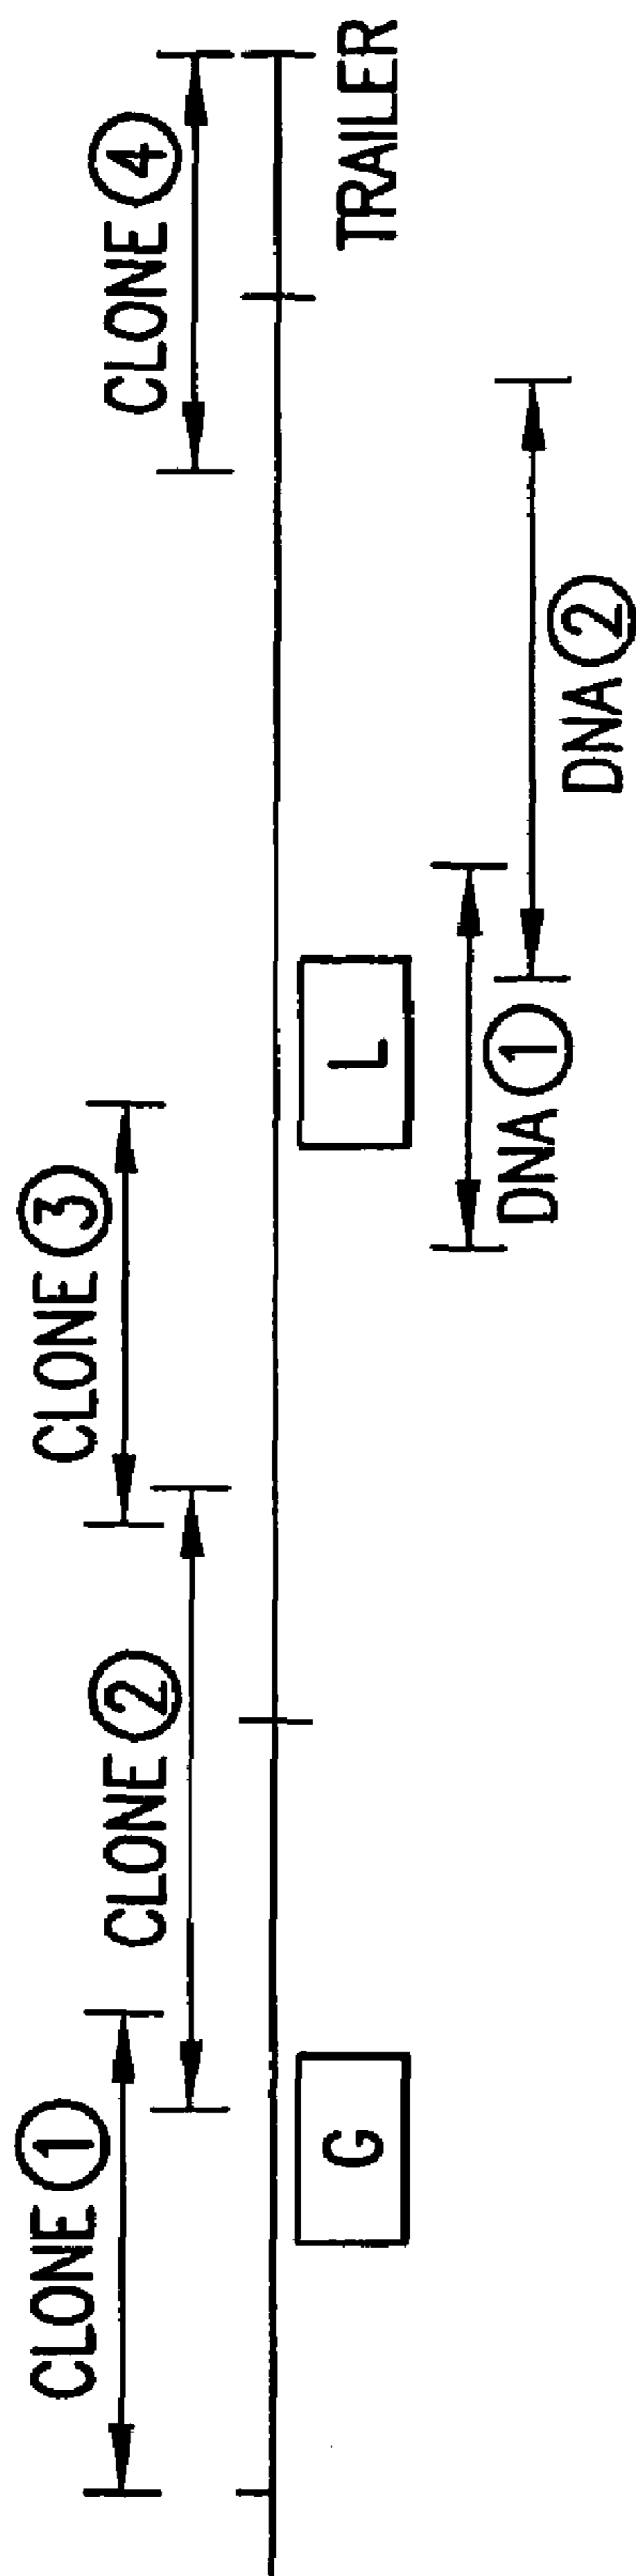 CLONE ①
CLONE ②
CLONE ③
CLONE ④
G
L
TRAILER
DNA ①
DNA ②